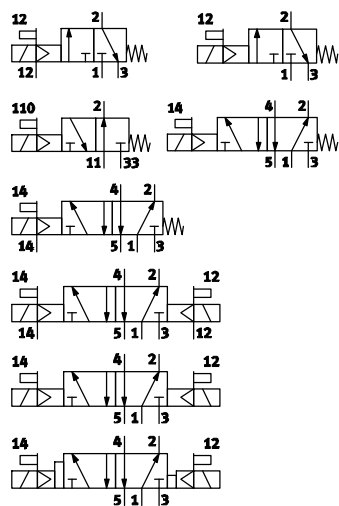 12 2 12 2
12 1 3 1 3
110 2 14 4 2
11 33 5 1 3
14 4 2
14 5 1 3
14 4 2 12
14 5 1 3 12
14 4 2 12
5 1 3
14 4 2 12
5 1 3